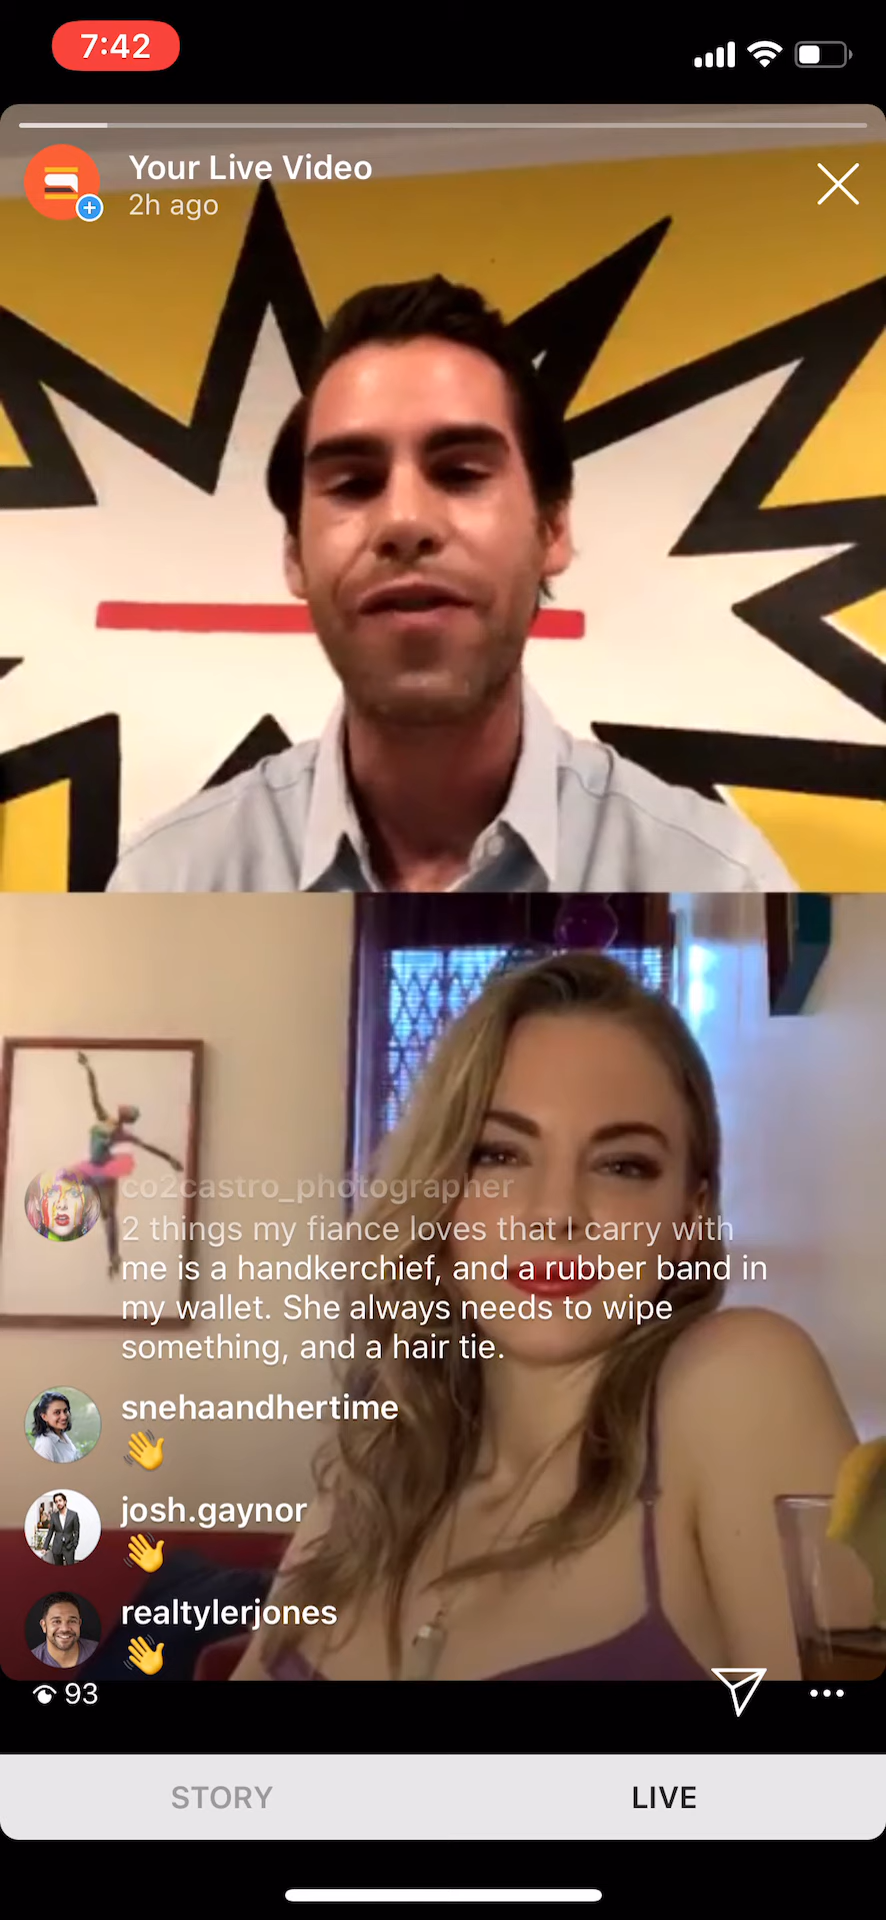 7:42
Your Live Video
2h ago
co2castro_photographer
2 things my fiance loves that I carry with
me is a handkerchief, and a rubber band in
my wallet. She always needs to wipe
something, and a hair tie.
snehaandhertime
👋
josh.gaynor
👋
realtylerjones
👋
93
STORY
LIVE